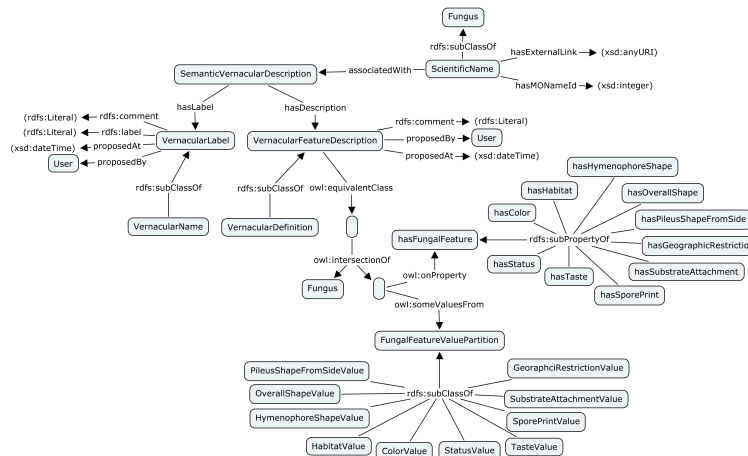 Fungus
rdfs:subClassOf
hasExternalLink
(xsd:anyURI)
SemanticVernacularDescription
associatedWith
ScientificName
hasMONameId
(xsd:integer)
hasLabel
hasDescription
(rdfs:Literal)
rdfs:comment
rdfs:comment
(rdfs:Literal)
(rdfs:Literal)
rdfs:label
VernacularLabel
VernacularFeatureDescription
proposedBy
User
(xsd:dateTime)
proposedAt
proposedAt
(xsd:dateTime)
User
proposedBy
hasHymenophoreShape
rdfs:subClassOf
rdfs:subClassOf
owl:equivalentClass
hasHabitat
hasOverallShape
hasColor
hasPileusShapeFromSide
VernacularName
VernacularDefinition
hasFungalFeature
rdfs:subPropertyOf
hasGeographicRestriction
owl:intersectionOf
hasStatus
hasSubstrateAttachment
owl:onProperty
hasTaste
Fungus
hasSporePrint
owl:someValuesFrom
FungalFeatureValuePartition
PileusShapeFromSideValue
GeoraphciRestrictionValue
OverallShapeValue
rdfs:subClassOf
SubstrateAttachmentValue
HymenophoreShapeValue
SporePrintValue
HabitatValue
ColorValue
StatusValue
TasteValue